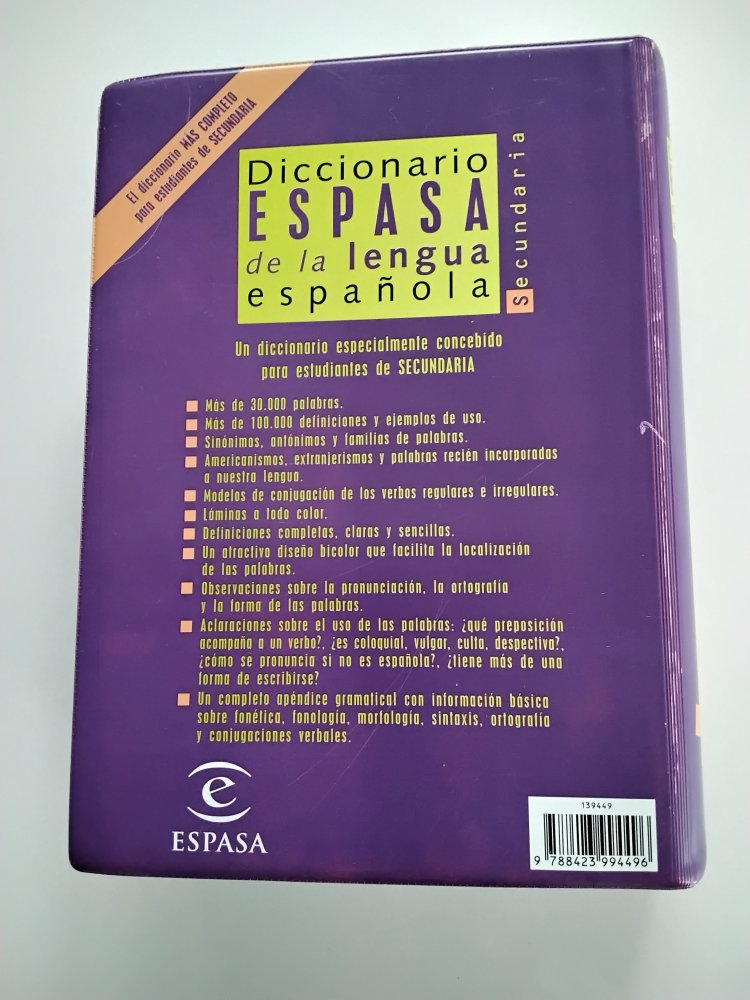 El diccionario MÁS COMPLETO
para estudiantes de SECUNDARIA
Diccionario
ESPASA
de la lengua
española
Secundaria
Un diccionario especialmente concebido
para estudiantes de SECUNDARIA
Más de 30.000 palabras.
Más de 100.000 definiciones y ejemplos de uso.
Sinónimos, antónimos y familias de palabras.
Americanismos, extranjerismos y palabras recién incorporadas
a nuestra lengua.
Modelos de conjugación de los verbos regulares e irregulares.
Láminas a todo color.
Definiciones completas, claras y sencillas.
Un atractivo diseño bicolor que facilita la localización
de las palabras.
Observaciones sobre la pronunciación, la ortografía
y la forma de las palabras.
Aclaraciones sobre el uso de las palabras: ¿qué preposición
acompaña a un verbo?, ¿es coloquial, vulgar, culta, despectiva?,
¿cómo se pronuncia si no es española?, ¿tiene más de una
forma de escribirse?
Un completo apéndice gramatical con información básica
sobre fonética, fonología, morfología, sintaxis, ortografía
y conjugaciones verbales.
e
ESPASA
139449
9 788423 994496